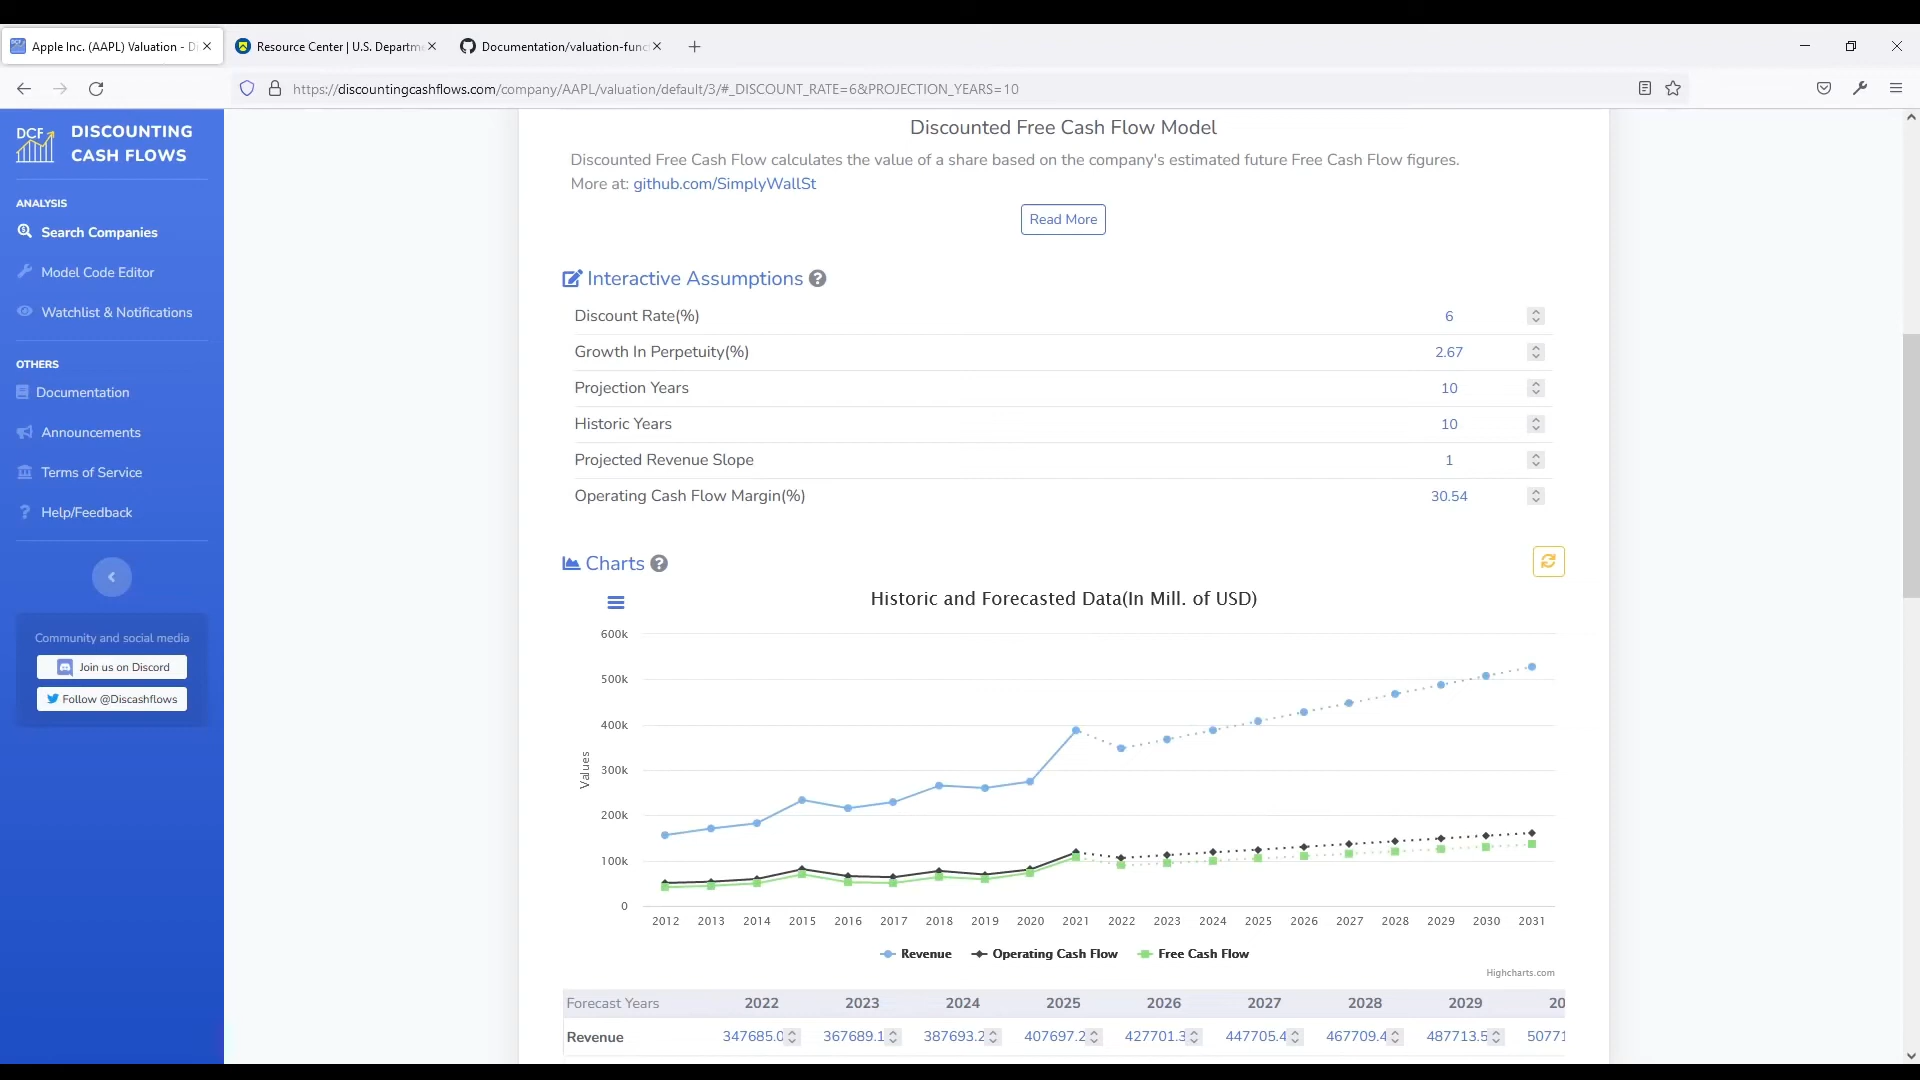 Apple Inc. (AAPL) Valuation - Di
Resource Center | U.S. Departme
Documentation/valuation-func
https://discountingcashflows.com/company/AAPL/valuation/default/3/#_DISCOUNT_RATE=6&PROJECTION_YEARS=10
DCF
DISCOUNTING
CASH FLOWS
ANALYSIS
Search Companies
Model Code Editor
Watchlist & Notifications
OTHERS
Documentation
Announcements
Terms of Service
Help/Feedback
Community and social media
Join us on Discord
Follow @Discashflows
Discounted Free Cash Flow Model
Discounted Free Cash Flow calculates the value of a share based on the company's estimated future Free Cash Flow figures.
More at: github.com/SimplyWallSt
Read More
Interactive Assumptions
Discount Rate(%) 6
Growth In Perpetuity(%) 2.67
Projection Years 10
Historic Years 10
Projected Revenue Slope 1
Operating Cash Flow Margin(%) 30.54
Charts
Historic and Forecasted Data(In Mill. of USD)
600k
500k
400k
300k
200k
100k
0
Values
2012 2013 2014 2015 2016 2017 2018 2019 2020 2021 2022 2023 2024 2025 2026 2027 2028 2029 2030 2031
Revenue Operating Cash Flow Free Cash Flow
Highcharts.com
Forecast Years 2022 2023 2024 2025 2026 2027 2028 2029 20
Revenue 347685.0 367689.1 387693.2 407697.2 427701.3 447705.4 467709.4 487713.5 50771